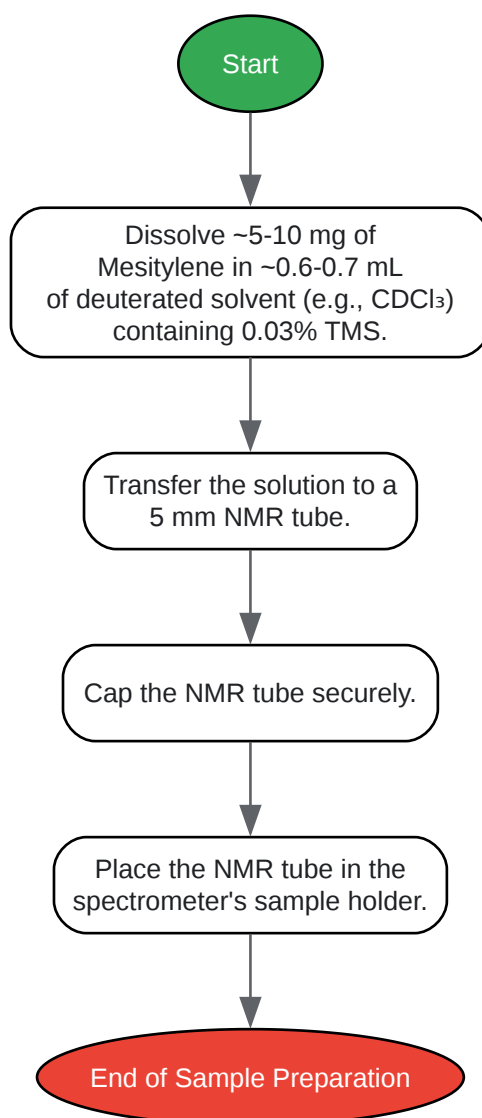 Start
Dissolve ~5-10 mg of
Mesitylene in ~0.6-0.7 mL
of deuterated solvent (e.g., CDCl₃)
containing 0.03% TMS.
Transfer the solution to a
5 mm NMR tube.
Cap the NMR tube securely.
Place the NMR tube in the
spectrometer's sample holder.
End of Sample Preparation